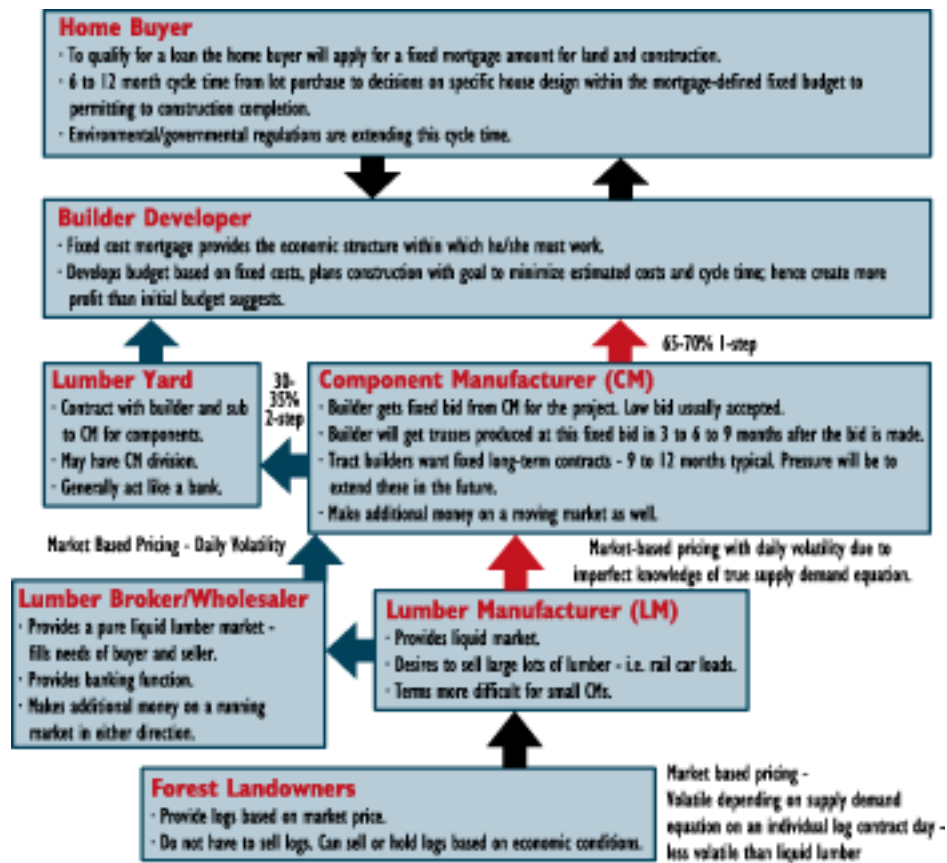 Home Buyer
· To qualify for a loan the home buyer will apply for a fixed mortgage amount for land and construction.
· 6 to 12 month cycle time from lot purchase to decisions on specific house design within the mortgage-defined fixed budget to
permitting to construction completion.
· Environmental/governmental regulations are extending this cycle time.
Builder Developer
· Fixed cost mortgage provides the economic structure within which he/she must work.
· Develops budget based on fixed costs, plans construction with goal to minimize estimated costs and cycle time; hence create more
profit than initial budget suggests.
65-70% 1-step
Lumber Yard
· Contract with builder and sub
to CM for components.
· May have CM division.
· Generally act like a bank.
30-
35%
2-step
Component Manufacturer (CM)
· Builder gets fixed bid from CM for the project. Low bid usually accepted.
· Builder will get trusses produced at this fixed bid in 3 to 6 to 9 months after the bid is made.
· Tract builders want fixed long-term contracts - 9 to 12 months typical. Pressure will be to
extend these in the future.
· Make additional money on a moving market as well.
Market Based Pricing - Daily Volatility
Market-based pricing with daily volatility due to
imperfect knowledge of true supply demand equation.
Lumber Broker/Wholesaler
· Provides a pure liquid lumber market -
fills needs of buyer and seller.
· Provides banking function.
· Makes additional money on a running
market in either direction.
Lumber Manufacturer (LM)
· Provides liquid market.
· Desires to sell large lots of lumber - i.e. rail car loads.
· Terms more difficult for small CMs.
Forest Landowners
· Provide logs based on market price.
· Do not have to sell logs. Can sell or hold logs based on economic conditions.
Market based pricing -
Volatile depending on supply demand
equation on an individual log contract day -
less volatile than liquid lumber